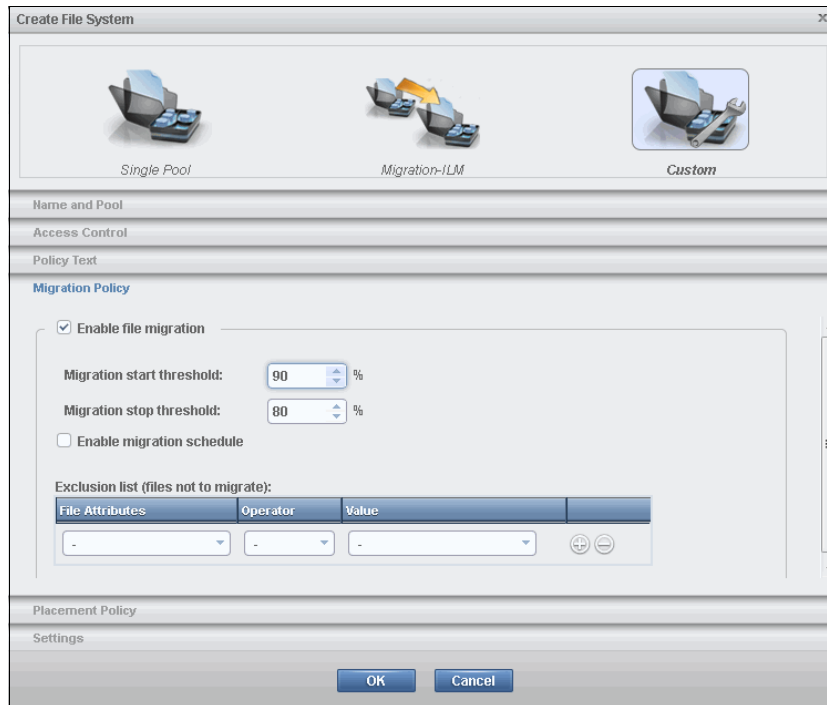 Create File System x
Single Pool Migration-ILM Custom
Name and Pool
Access Control
Policy Text
Migration Policy
Enable file migration
Migration start threshold: 90 %
Migration stop threshold: 80 %
Enable migration schedule
Exclusion list (files not to migrate):
File Attributes Operator Value
- - -
Placement Policy
Settings
OK Cancel